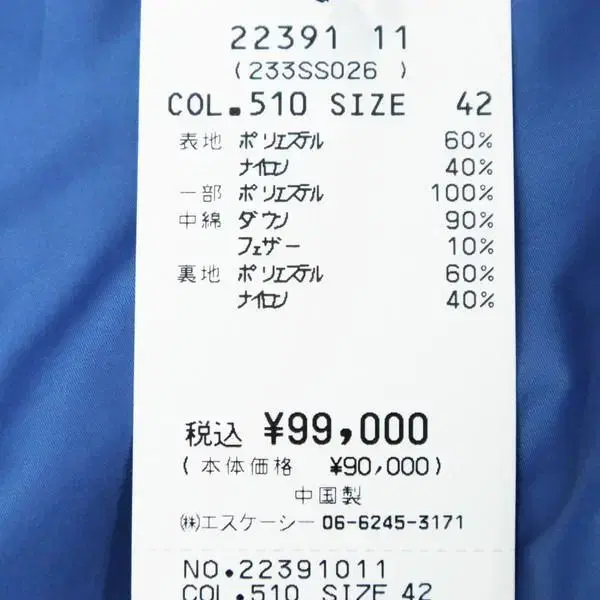 22391 11
(233SS026 )
COL.510 SIZE 42
表地 ポリエステル 60%
ナイロン 40%
一部 ポリエステル 100%
中綿 ダウン 90%
フェザー 10%
裏地 ポリエステル 60%
ナイロン 40%
税込 ¥99,000
(本体価格 ¥90,000)
中国製
㈱エスケーシー 06-6245-3171
NO.22391011
COL.510 SIZE 42